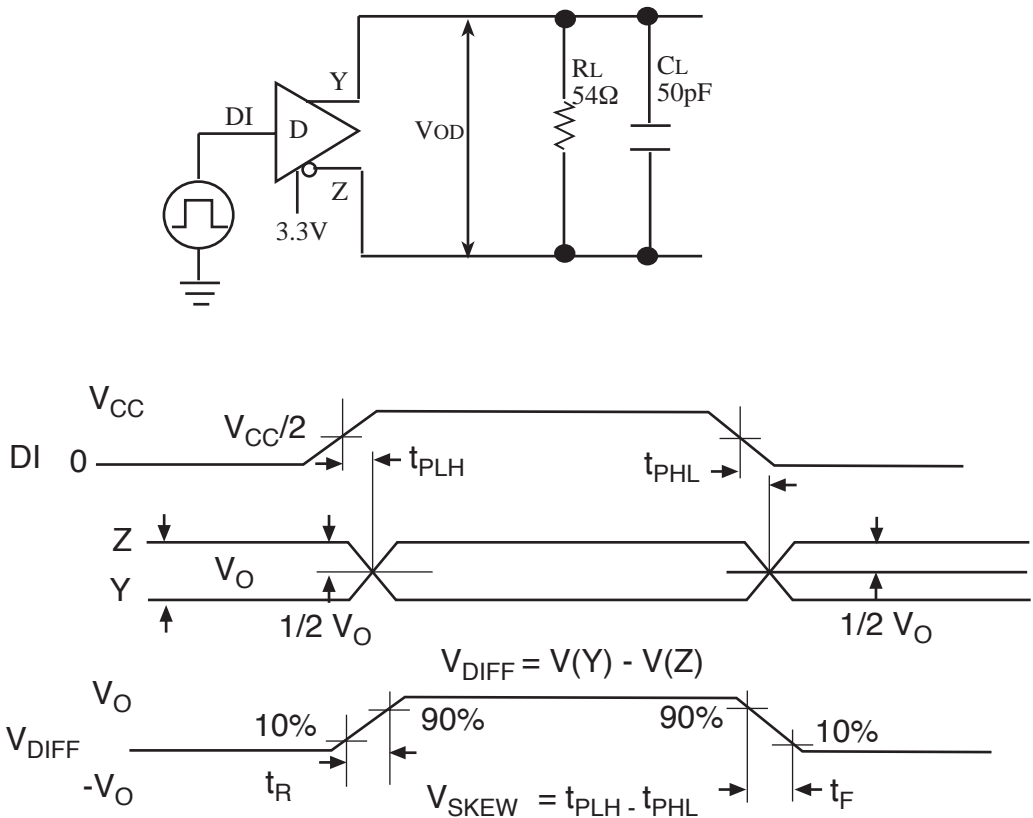 Y
DI
D
Z
3.3V
VOD
RL
54Ω
CL
50pF
VCC
VCC/2
DI 0
tPLH
tPHL
Z
VO
Y
1/2 VO
1/2 VO
VDIFF = V(Y) - V(Z)
VO
10%
90%
90%
10%
VDIFF
-VO
tR
VSKEW = tPLH - tPHL
tF